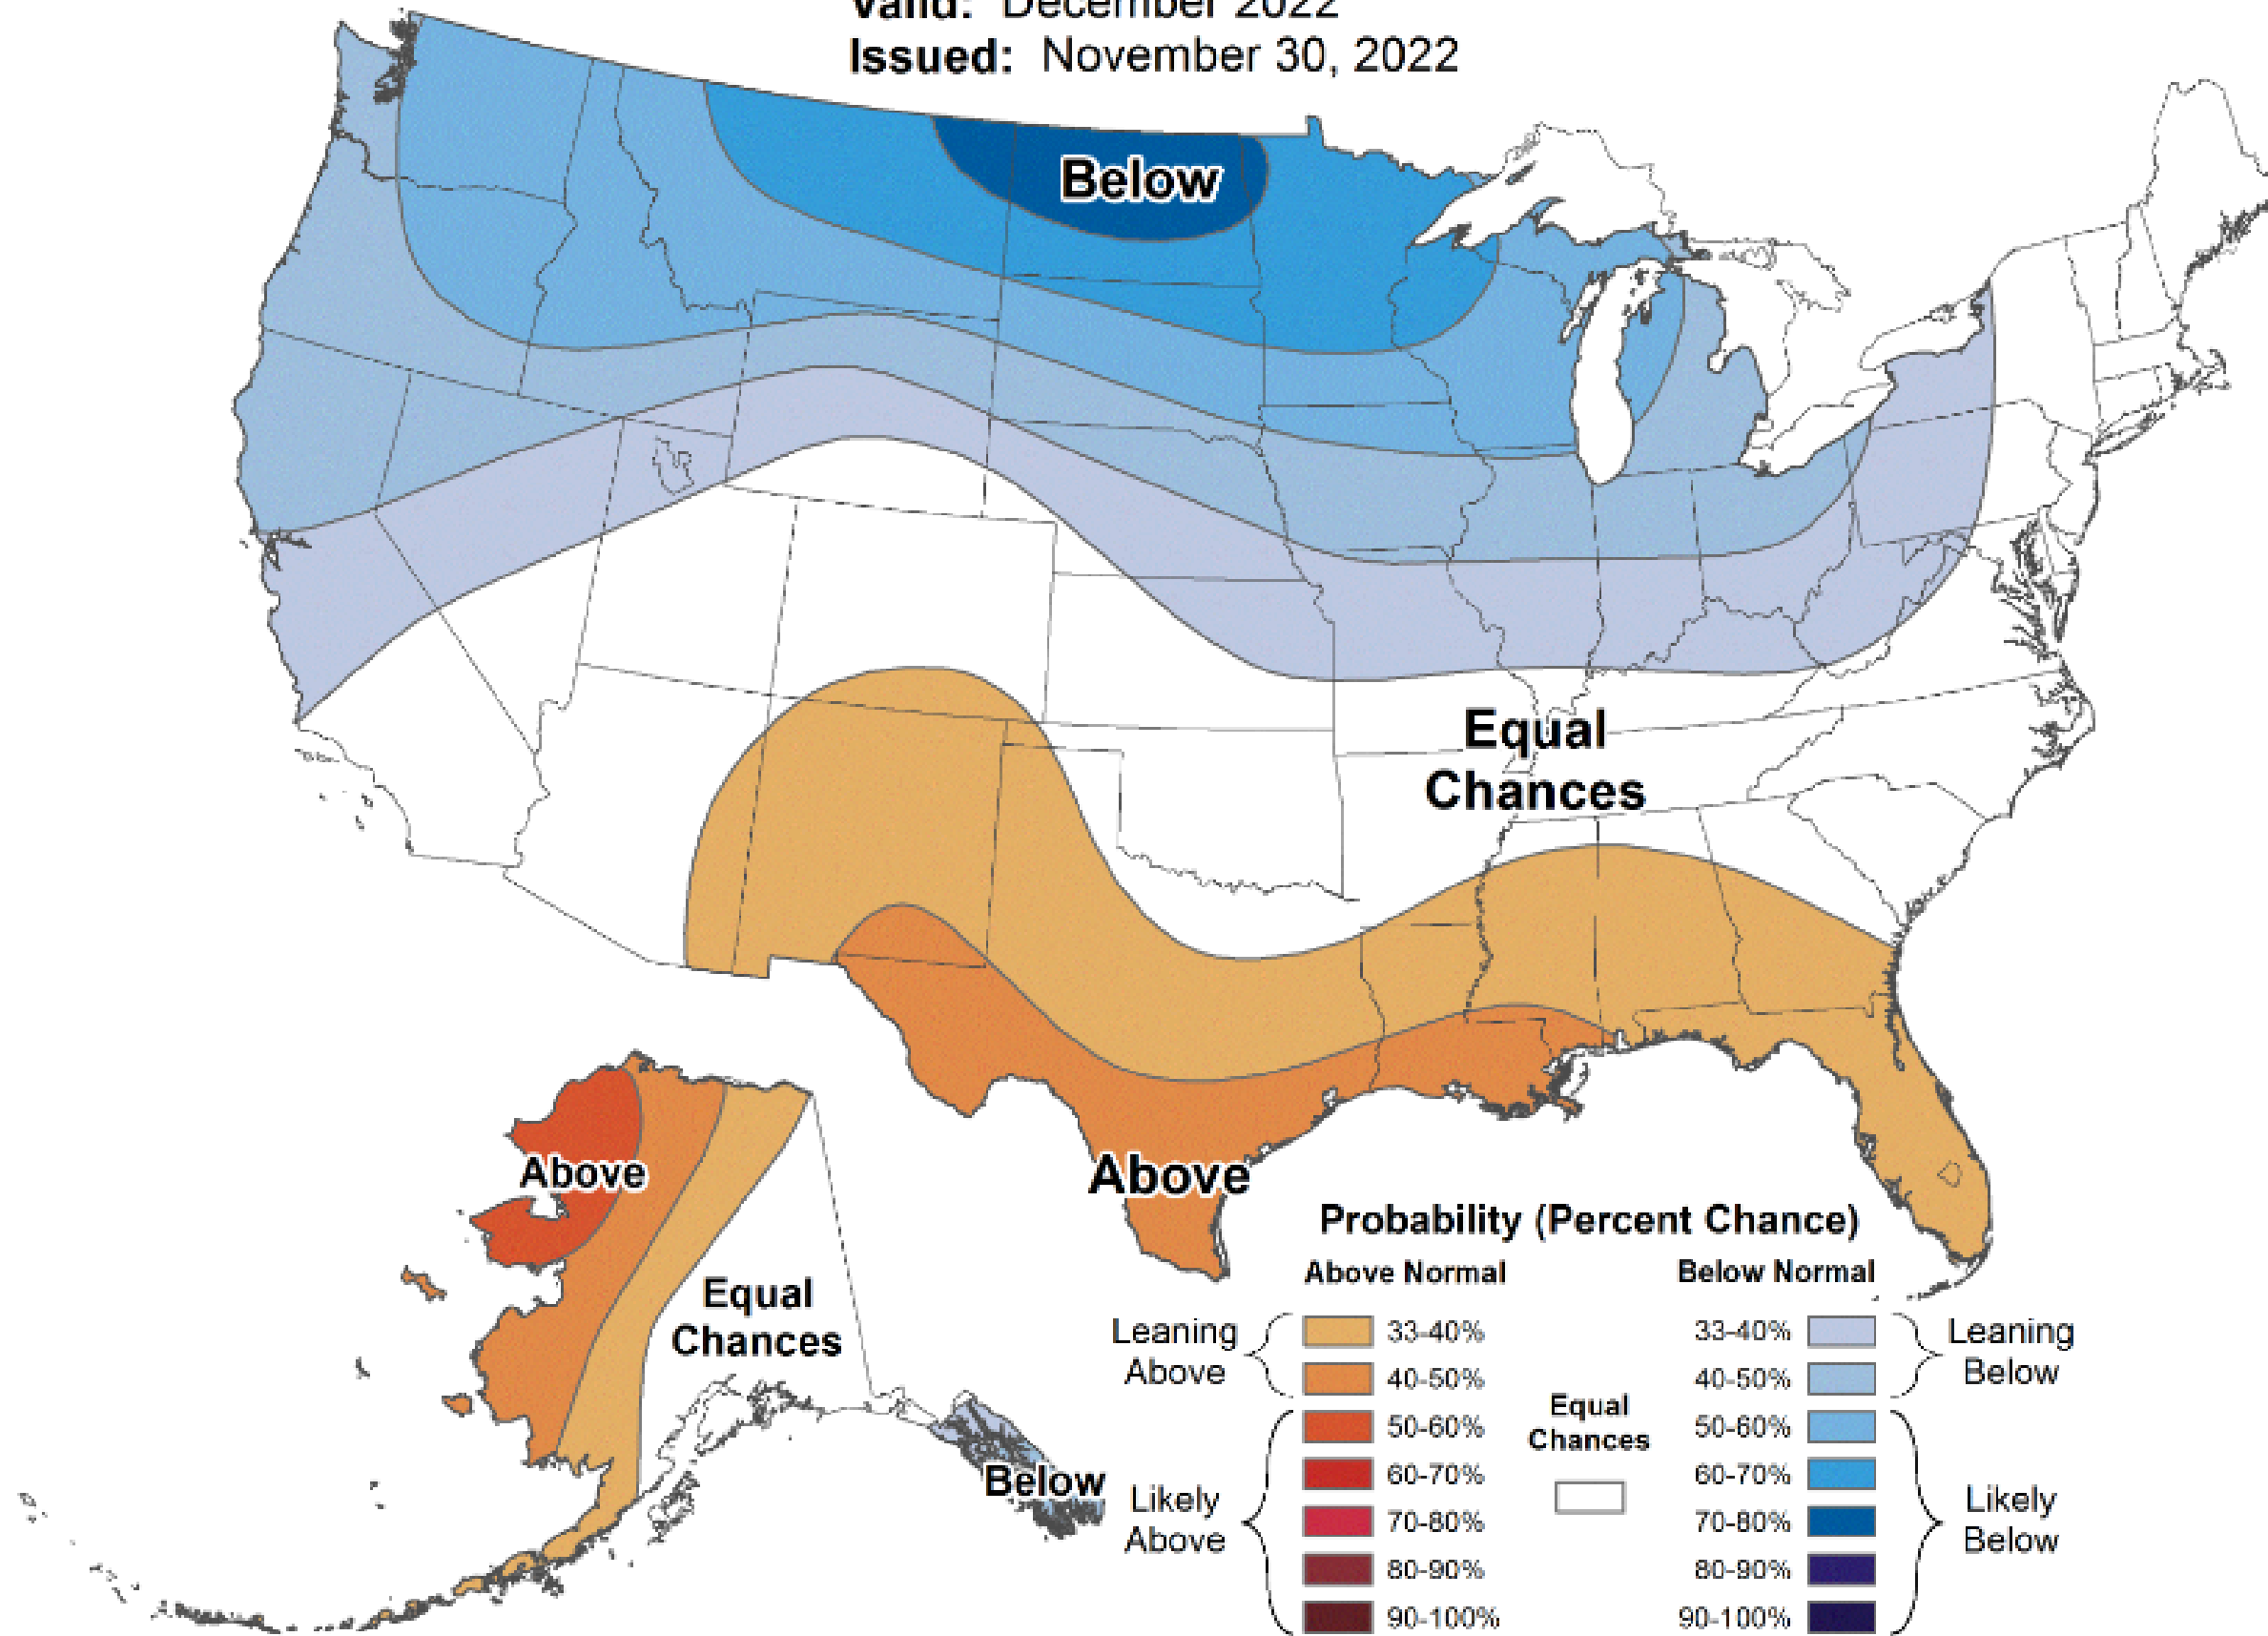 Valid: December 2022
Issued: November 30, 2022
Below
Equal
Chances
Above
Above
Equal
Chances
Below
Probability (Percent Chance)
Above Normal
Below Normal
Leaning
Above
33-40%
40-50%
Likely
Above
50-60%
60-70%
70-80%
80-90%
90-100%
Equal
Chances
33-40%
40-50%
Leaning
Below
50-60%
60-70%
70-80%
80-90%
90-100%
Likely
Below